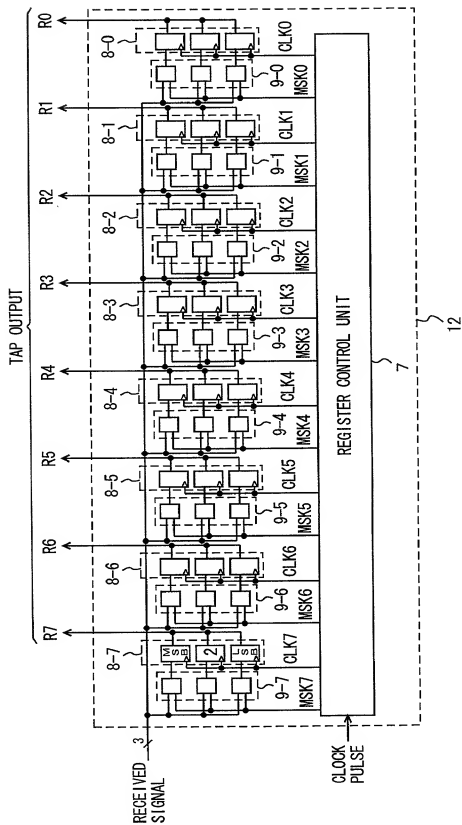 TAP OUTPUT
R7 R6 R5 R4 R3 R2 R1 R0
8-7 8-6 8-5 8-4 8-3 8-2 8-1 8-0
RECEIVED
SIGNAL
3
MSB
2
LSB
9-7 9-6 9-5 9-4 9-3 9-2 9-1 9-0
MSK7 CLK7 MSK6 CLK6 MSK5 CLK5 MSK4 CLK4 MSK3 CLK3 MSK2 CLK2 MSK1 CLK1 MSK0 CLK0
CLOCK
PULSE
REGISTER CONTROL UNIT
7
12